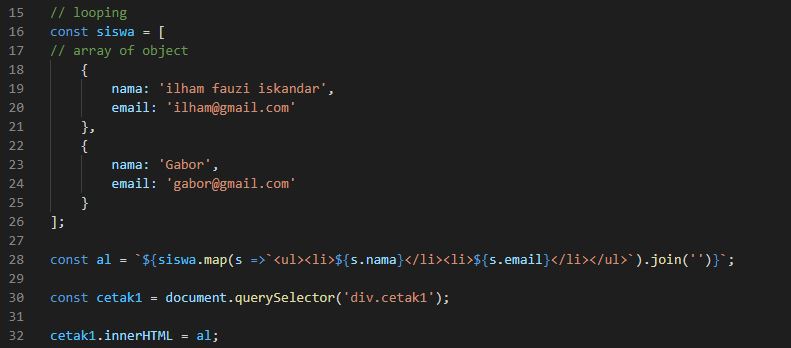 15 // looping
16 const siswa = [
17 // array of object
18     {
19         nama: 'ilham fauzi iskandar',
20         email: 'ilham@gmail.com'
21     },
22     {
23         nama: 'Gabor',
24         email: 'gabor@gmail.com'
25     }
26 ];
27
28 const al = `${siswa.map(s =>`<ul><li>${s.nama}</li><li>${s.email}</li></ul>`).join('')}`;
29
30 const cetak1 = document.querySelector('div.cetak1');
31
32 cetak1.innerHTML = al;